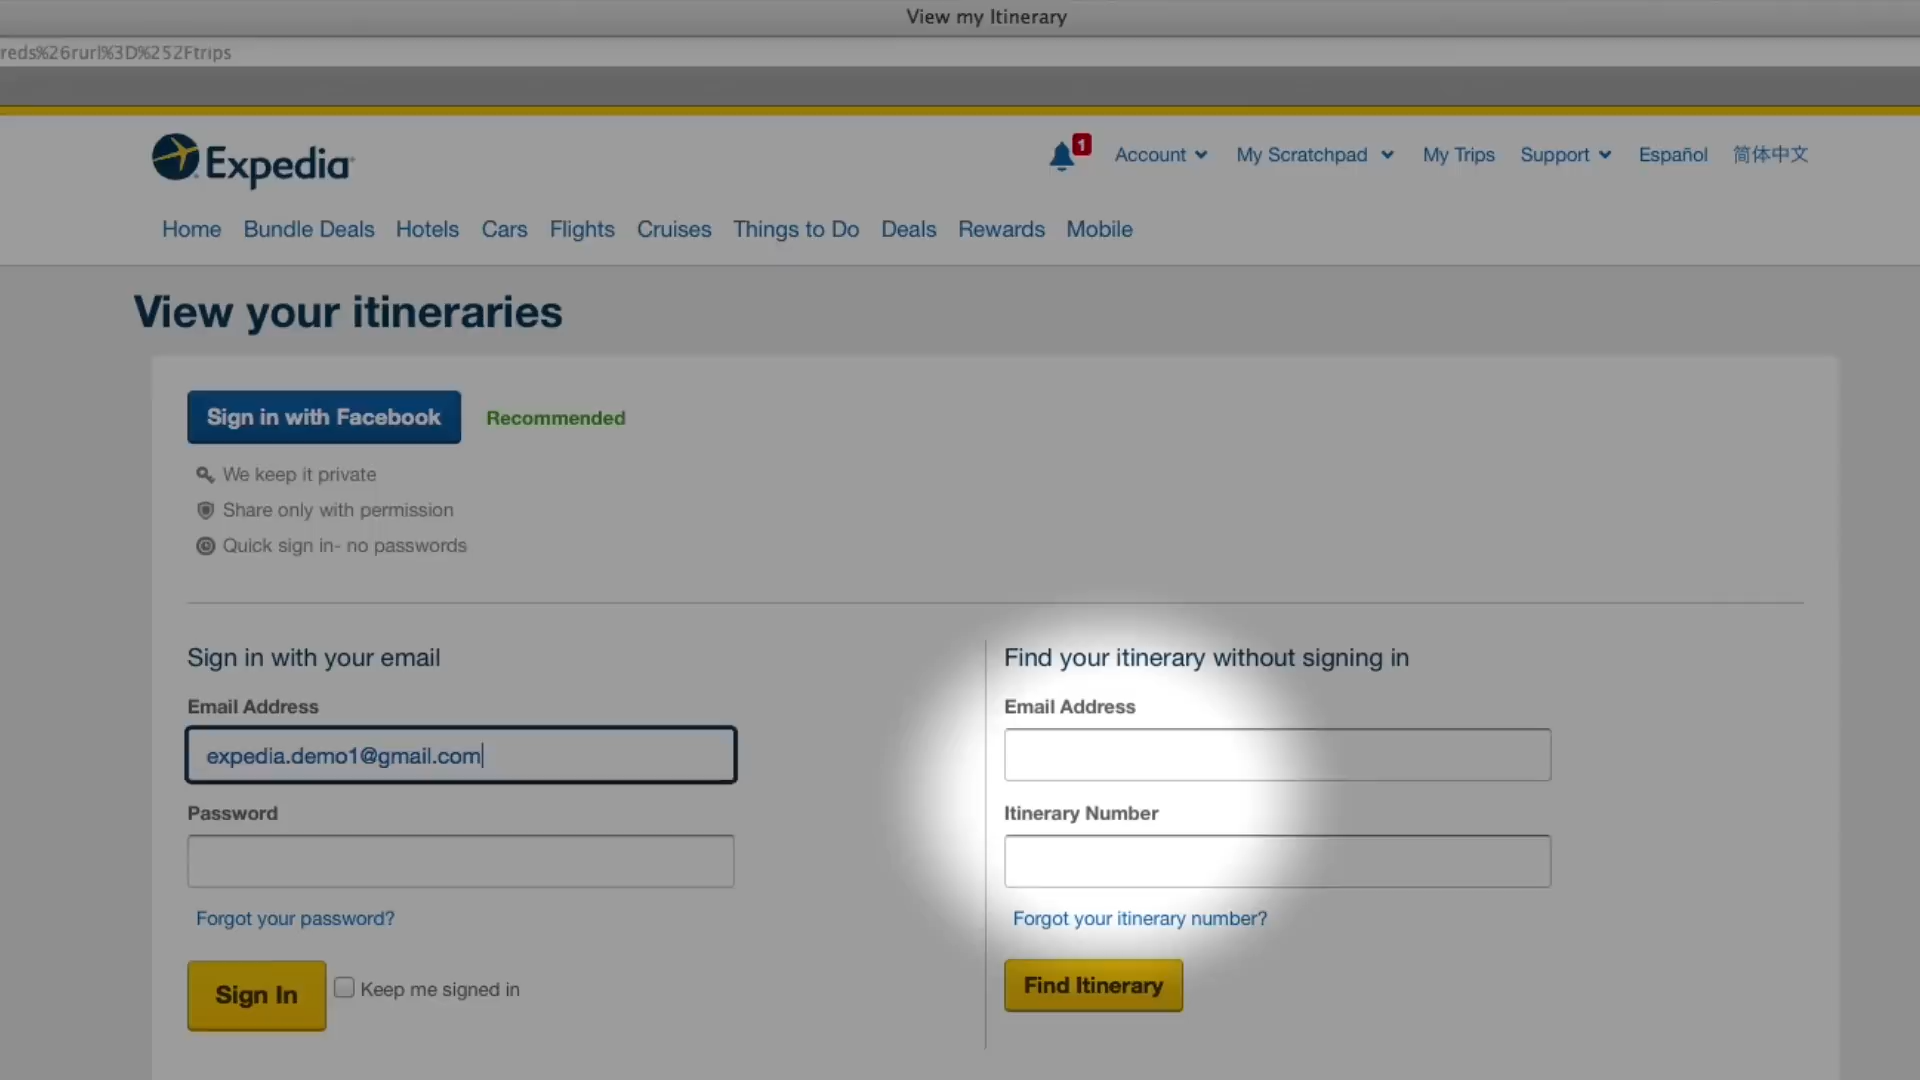 View my Itinerary
reds%26rurl%3D%252Ftrips
Expedia
1
Account
My Scratchpad
My Trips
Support
Español
简体中文
Home
Bundle Deals
Hotels
Cars
Flights
Cruises
Things to Do
Deals
Rewards
Mobile
View your itineraries
Sign in with Facebook
Recommended
We keep it private
Share only with permission
Quick sign in- no passwords
Sign in with your email
Email Address
expedia.demo1@gmail.com
Password
Forgot your password?
Sign In
Keep me signed in
Find your itinerary without signing in
Email Address
Itinerary Number
Forgot your itinerary number?
Find Itinerary